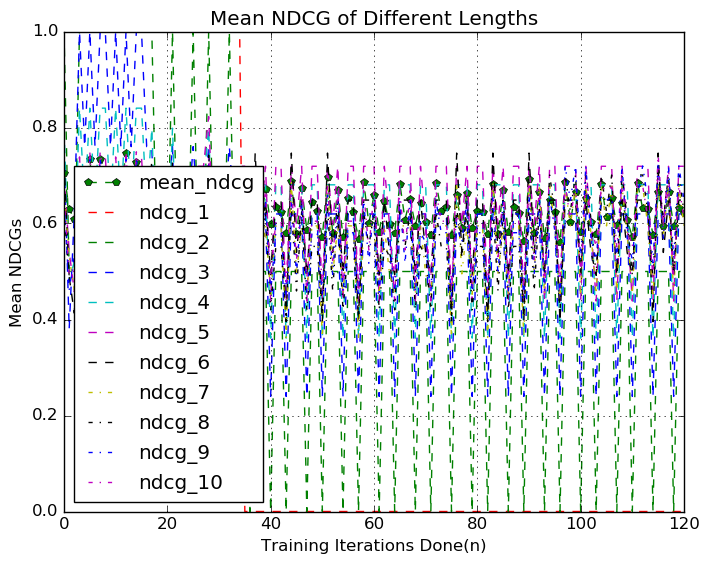 Mean NDCG of Different Lengths
1.0
0.8
0.6
0.4
0.2
0.0
Mean NDCGs
mean_ndcg
ndcg_1
ndcg_2
ndcg_3
ndcg_4
ndcg_5
ndcg_6
ndcg_7
ndcg_8
ndcg_9
ndcg_10
0 20 40 60 80 100 120
Training Iterations Done(n)